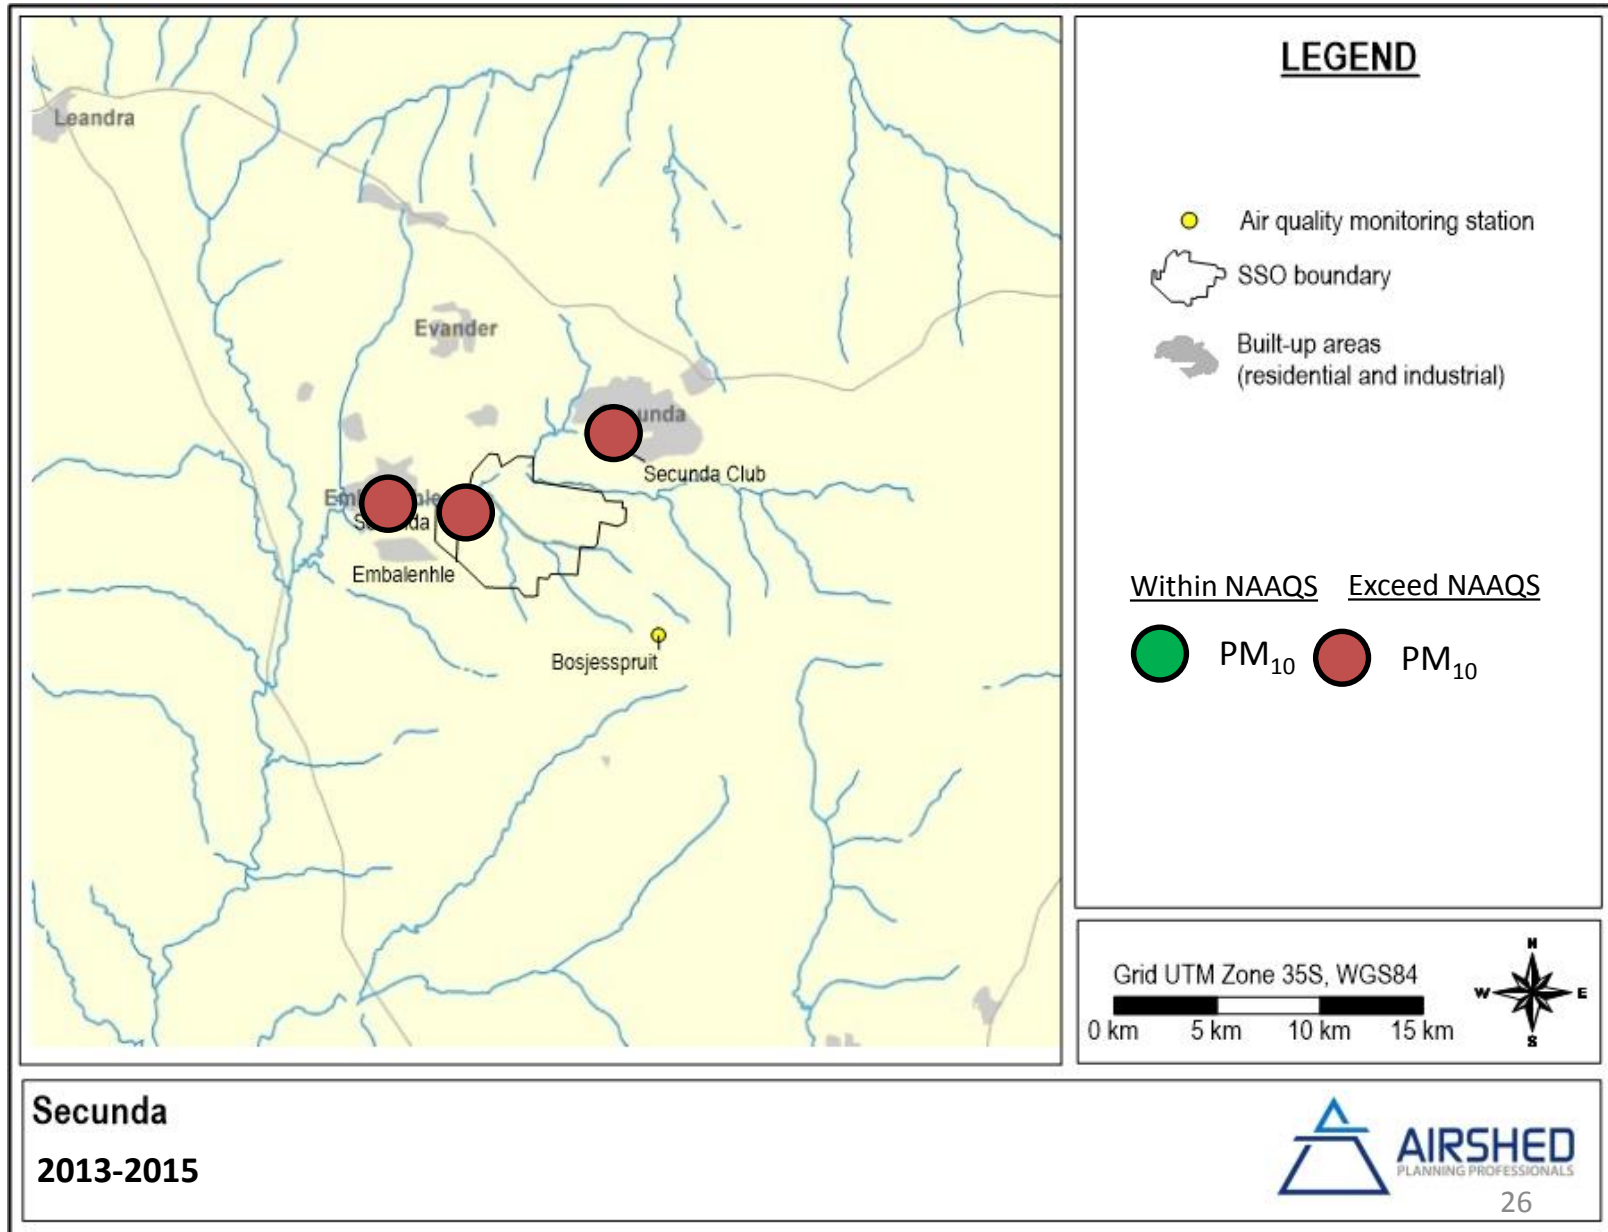 Leandra
Evander
Secunda Club
Embalenhle
Bosjesspruit
LEGEND
Air quality monitoring station
SSO boundary
Built-up areas
(residential and industrial)
Within NAAQS Exceed NAAQS
PM10 PM10
Grid UTM Zone 35S, WGS84
0 km 5 km 10 km 15 km
N
W E
S
Secunda
2013-2015
AIRSHED
PLANNING PROFESSIONALS
26